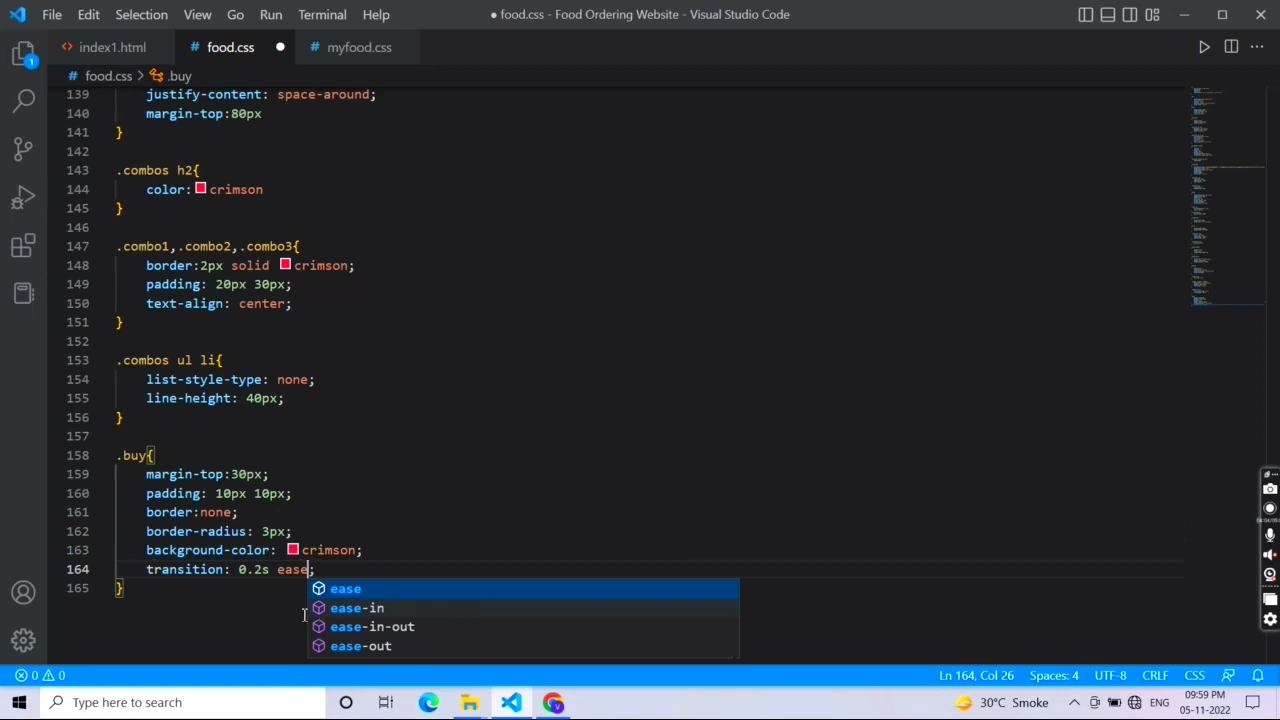 File Edit Selection View Go Run Terminal Help
● food.css - Food Ordering Website - Visual Studio Code
index1.html
# food.css ●
# myfood.css
# food.css > .buy
139 justify-content: space-around;
140 margin-top:80px
141 }
142
143 .combos h2{
144 color: crimson
145 }
146
147 .combo1,.combo2,.combo3{
148 border:2px solid crimson;
149 padding: 20px 30px;
150 text-align: center;
151 }
152
153 .combos ul li{
154 list-style-type: none;
155 line-height: 40px;
156 }
157
158 .buy{
159 margin-top:30px;
160 padding: 10px 10px;
161 border:none;
162 border-radius: 3px;
163 background-color: crimson;
164 transition: 0.2s ease;
165 }
ease
ease-in
ease-in-out
ease-out
1
0 0
Ln 164, Col 26 Spaces: 4 UTF-8 CRLF CSS
Type here to search
30°C Smoke
ENG
09:59 PM
05-11-2022